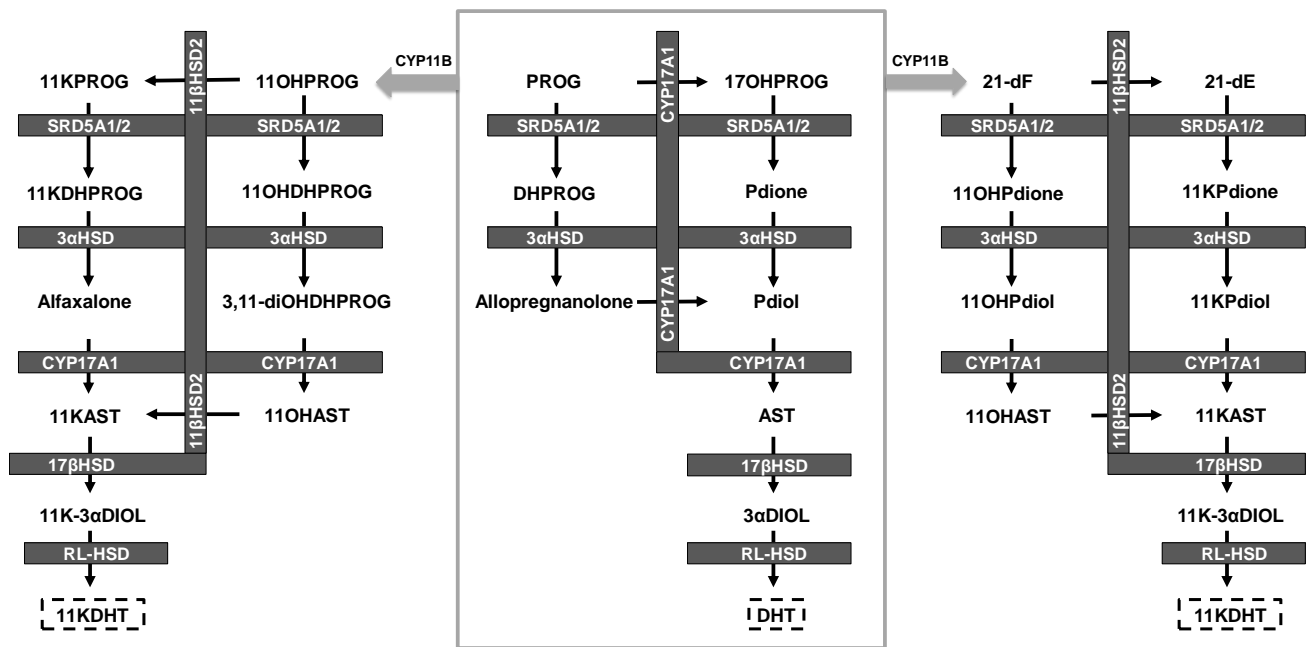 11βHSD2
CYP11B
CYP17A1
CYP11B
11βHSD2
11KPROG
11OHPROG
PROG
17OHPROG
21-dF
21-dE
SRD5A1/2
SRD5A1/2
SRD5A1/2
SRD5A1/2
SRD5A1/2
SRD5A1/2
11KDHPROG
11OHDHPROG
DHPROG
Pdione
11OHPdione
11KPdione
3αHSD
3αHSD
3αHSD
3αHSD
3αHSD
3αHSD
Alfaxalone
3,11-diOHDHPROG
Allopregnanolone
CYP17A1
Pdiol
11OHPdiol
11KPdiol
CYP17A1
CYP17A1
CYP17A1
CYP17A1
CYP17A1
11KAST
11βHSD2
11OHAST
AST
11OHAST
11βHSD2
11KAST
17βHSD
17βHSD
17βHSD
11K-3αDIOL
3αDIOL
11K-3αDIOL
RL-HSD
RL-HSD
RL-HSD
11KDHT
DHT
11KDHT